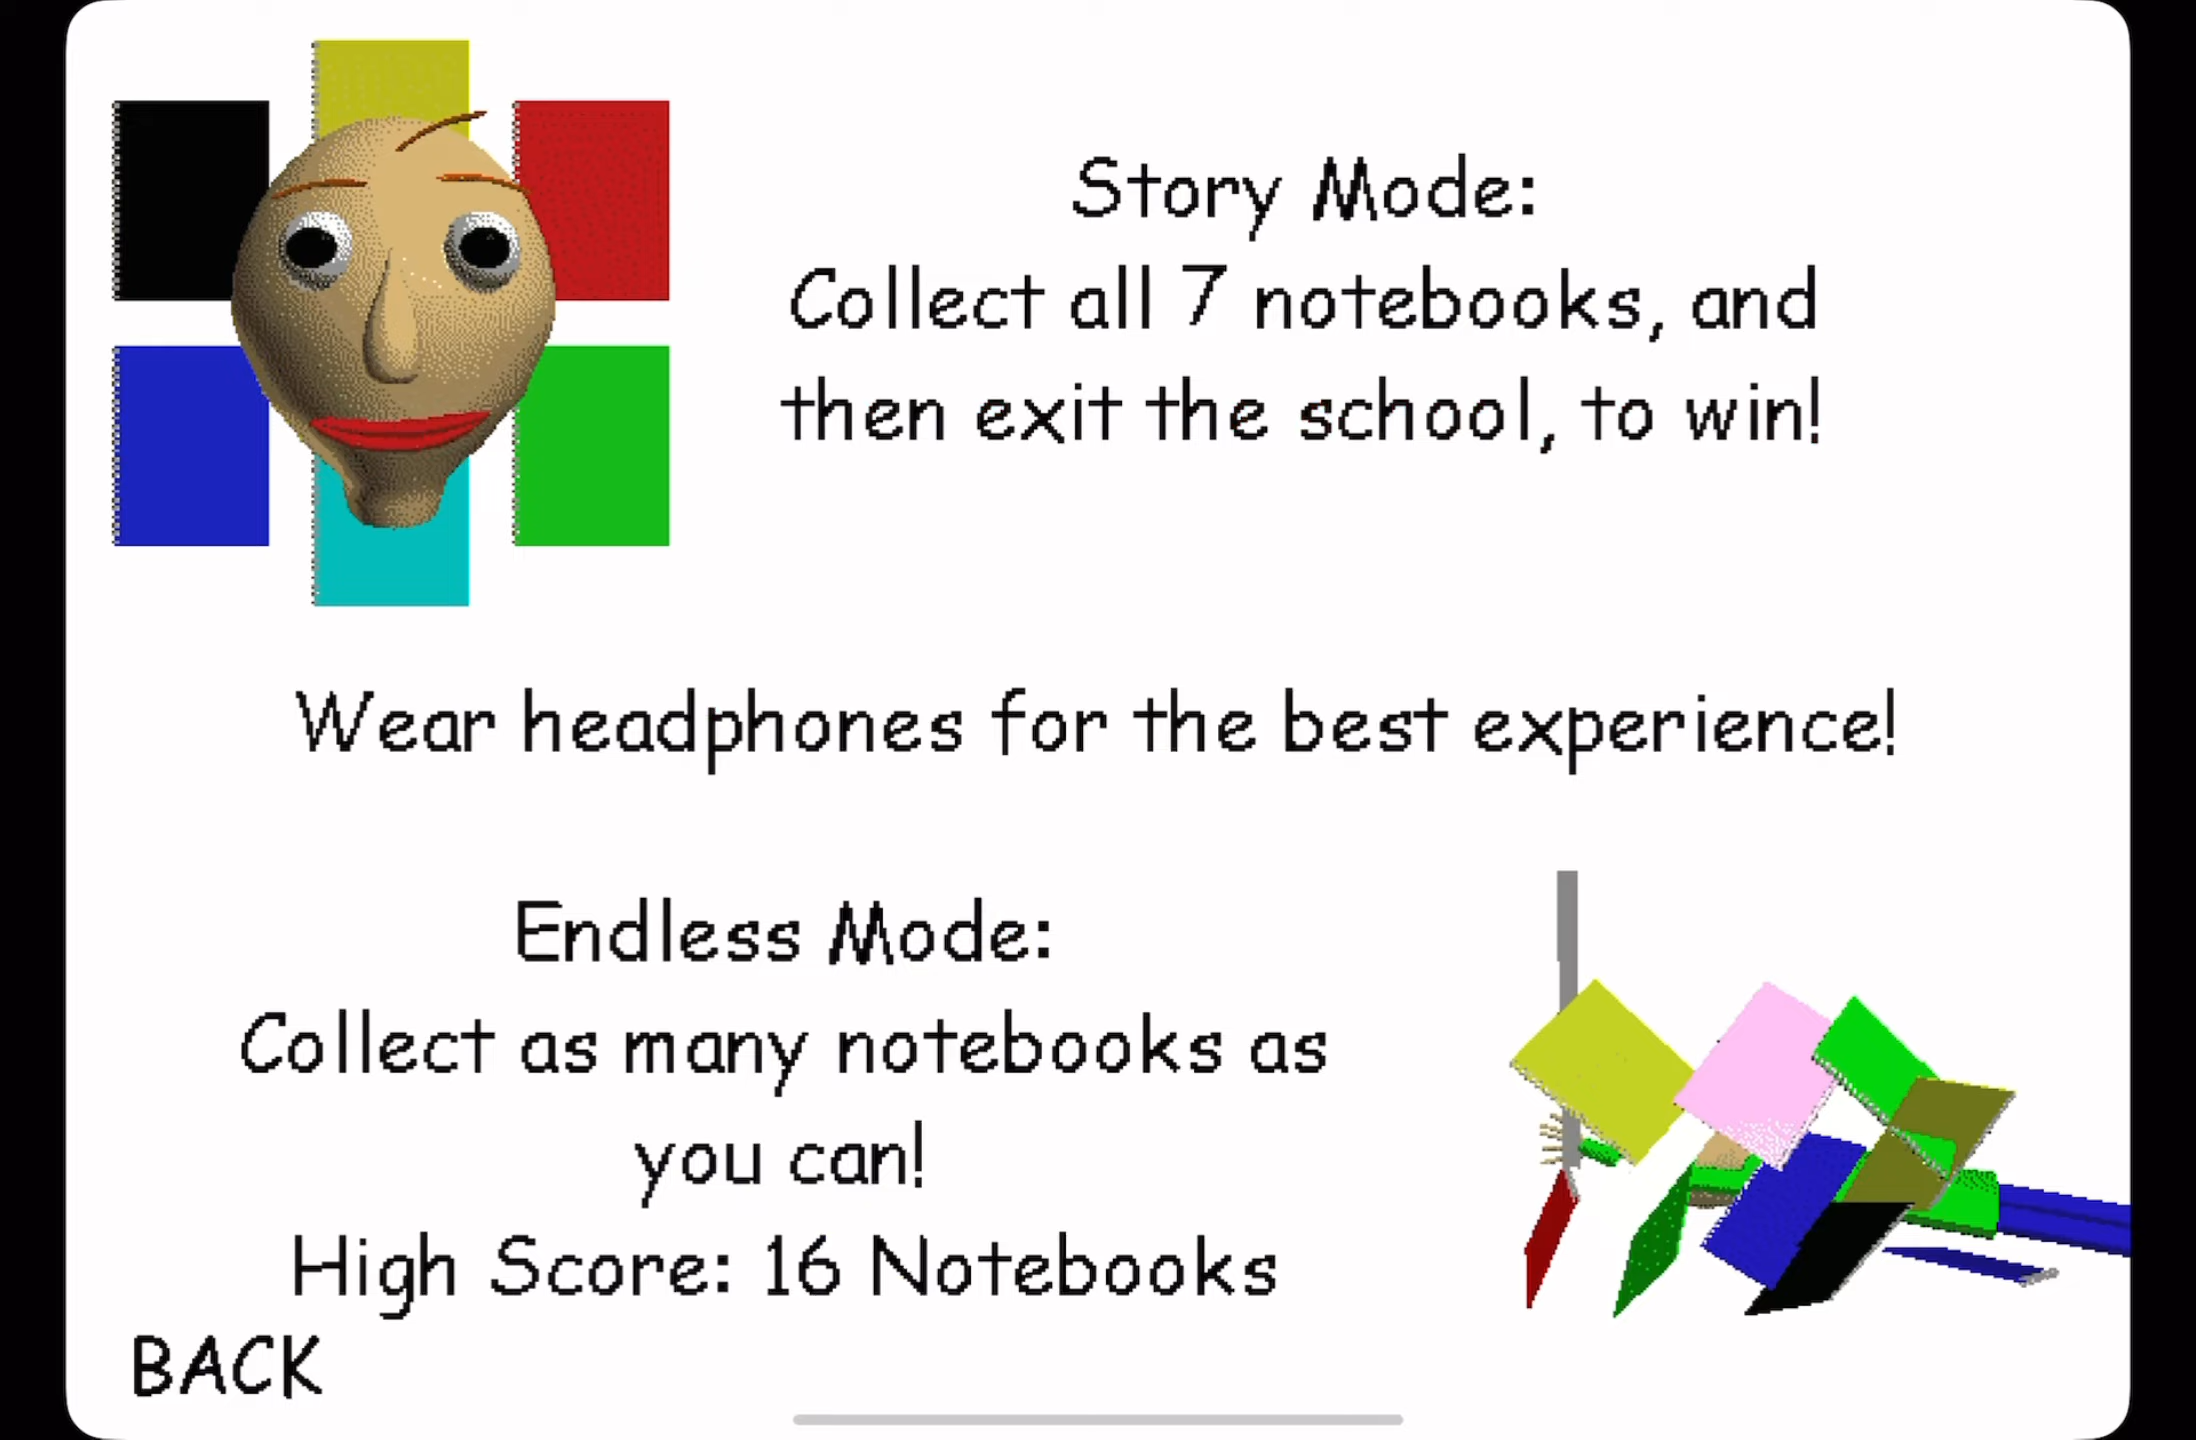 Story Mode:
Collect all 7 notebooks, and
then exit the school, to win!
Wear headphones for the best experience!
Endless Mode:
Collect as many notebooks as
you can!
High Score: 16 Notebooks
BACK